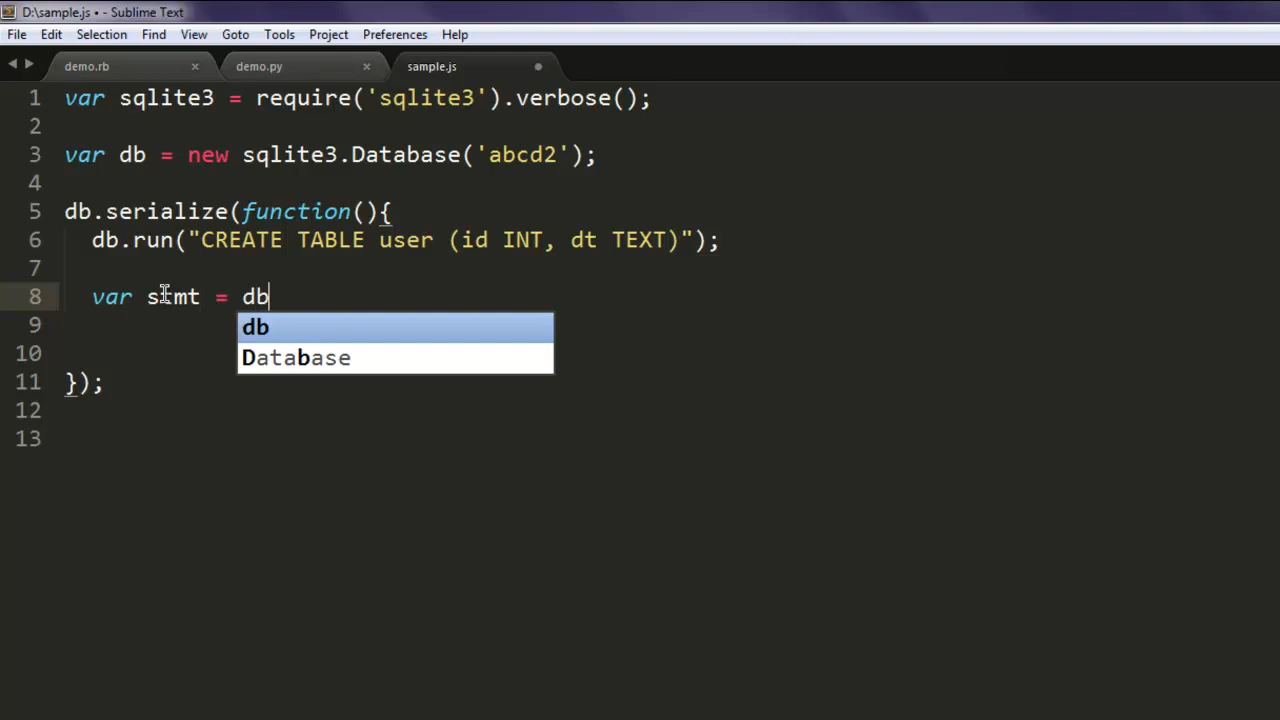 D:\sample.js • - Sublime Text
File Edit Selection Find View Goto Tools Project Preferences Help
demo.rb × demo.py × sample.js
1 var sqlite3 = require('sqlite3').verbose();
2
3 var db = new sqlite3.Database('abcd2');
4
5 db.serialize(function(){
6 db.run("CREATE TABLE user (id INT, dt TEXT)");
7
8 var stmt = db
db
9
Database
10
11 });
12
13